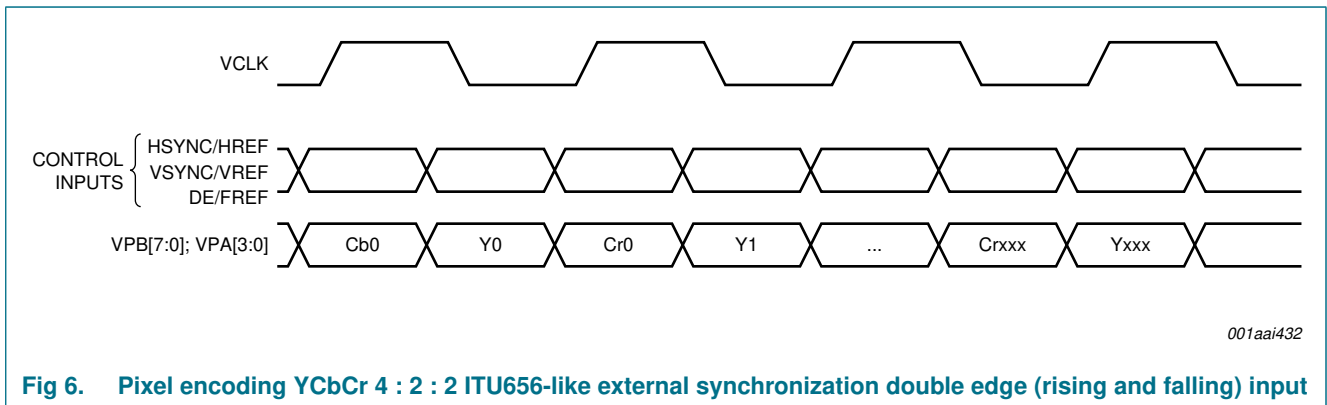 VCLK
CONTROL INPUTS
HSYNC/HREF
VSYNC/VREF
DE/FREF
VPB[7:0]; VPA[3:0]
Cb0 Y0 Cr0 Y1 ... Crxxx Yxxx
001aai432
Fig 6. Pixel encoding YCbCr 4 : 2 : 2 ITU656-like external synchronization double edge (rising and falling) input